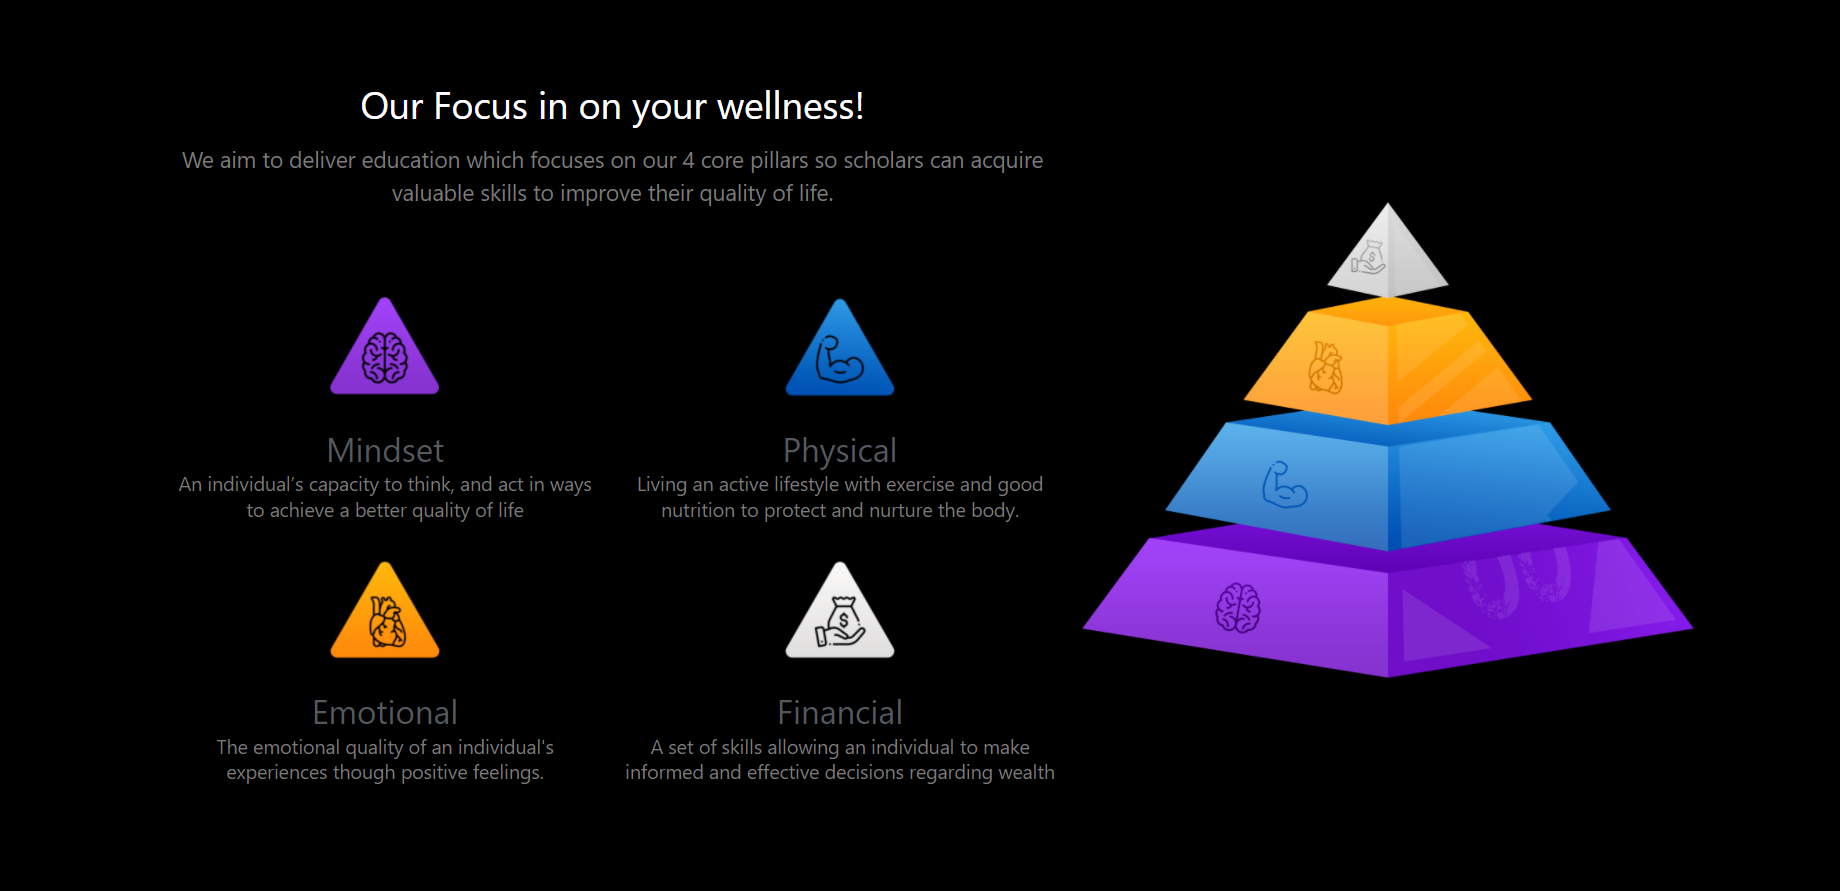 Our Focus in on your wellness!
We aim to deliver education which focuses on our 4 core pillars so scholars can acquire
valuable skills to improve their quality of life.
Mindset
An individual’s capacity to think, and act in ways
to achieve a better quality of life
Physical
Living an active lifestyle with exercise and good
nutrition to protect and nurture the body.
Emotional
The emotional quality of an individual's
experiences though positive feelings.
Financial
A set of skills allowing an individual to make
informed and effective decisions regarding wealth